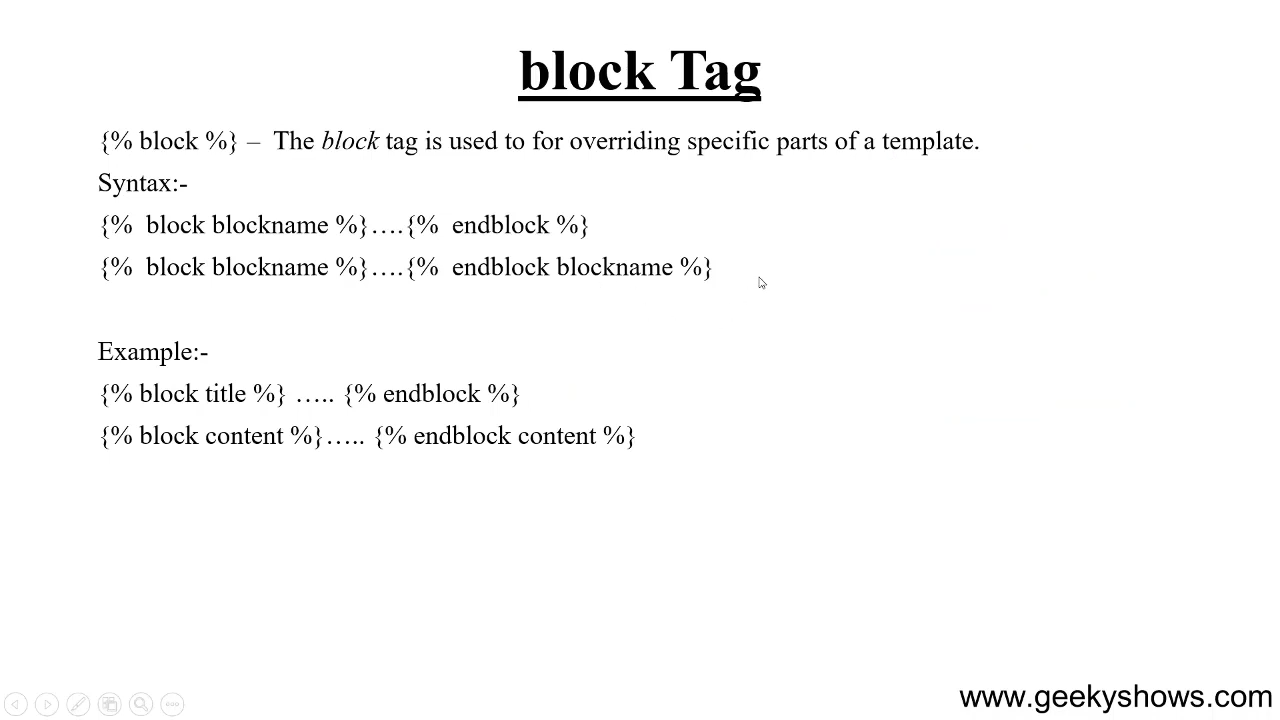 block Tag
{% block %} – The block tag is used to for overriding specific parts of a template.
Syntax:-
{% block blockname %}….{% endblock %}
{% block blockname %}….{% endblock blockname %}
Example:-
{% block title %} ….. {% endblock %}
{% block content %}….. {% endblock content %}
www.geekyshows.com